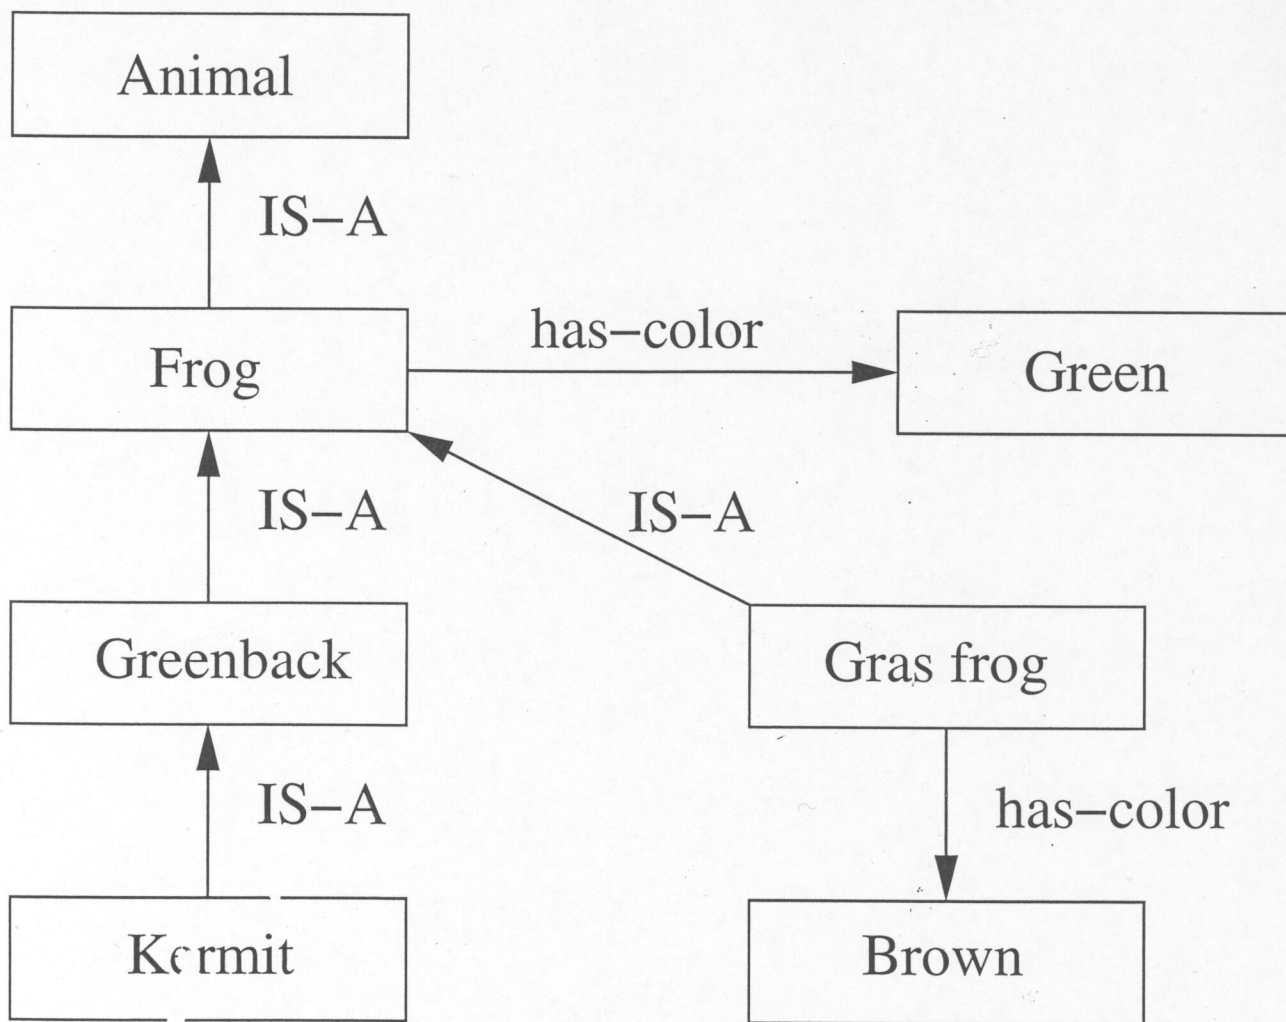 Animal
IS–A
Frog
has–color
Green
IS–A
IS–A
Greenback
Gras frog
IS–A
has–color
Kermit
Brown